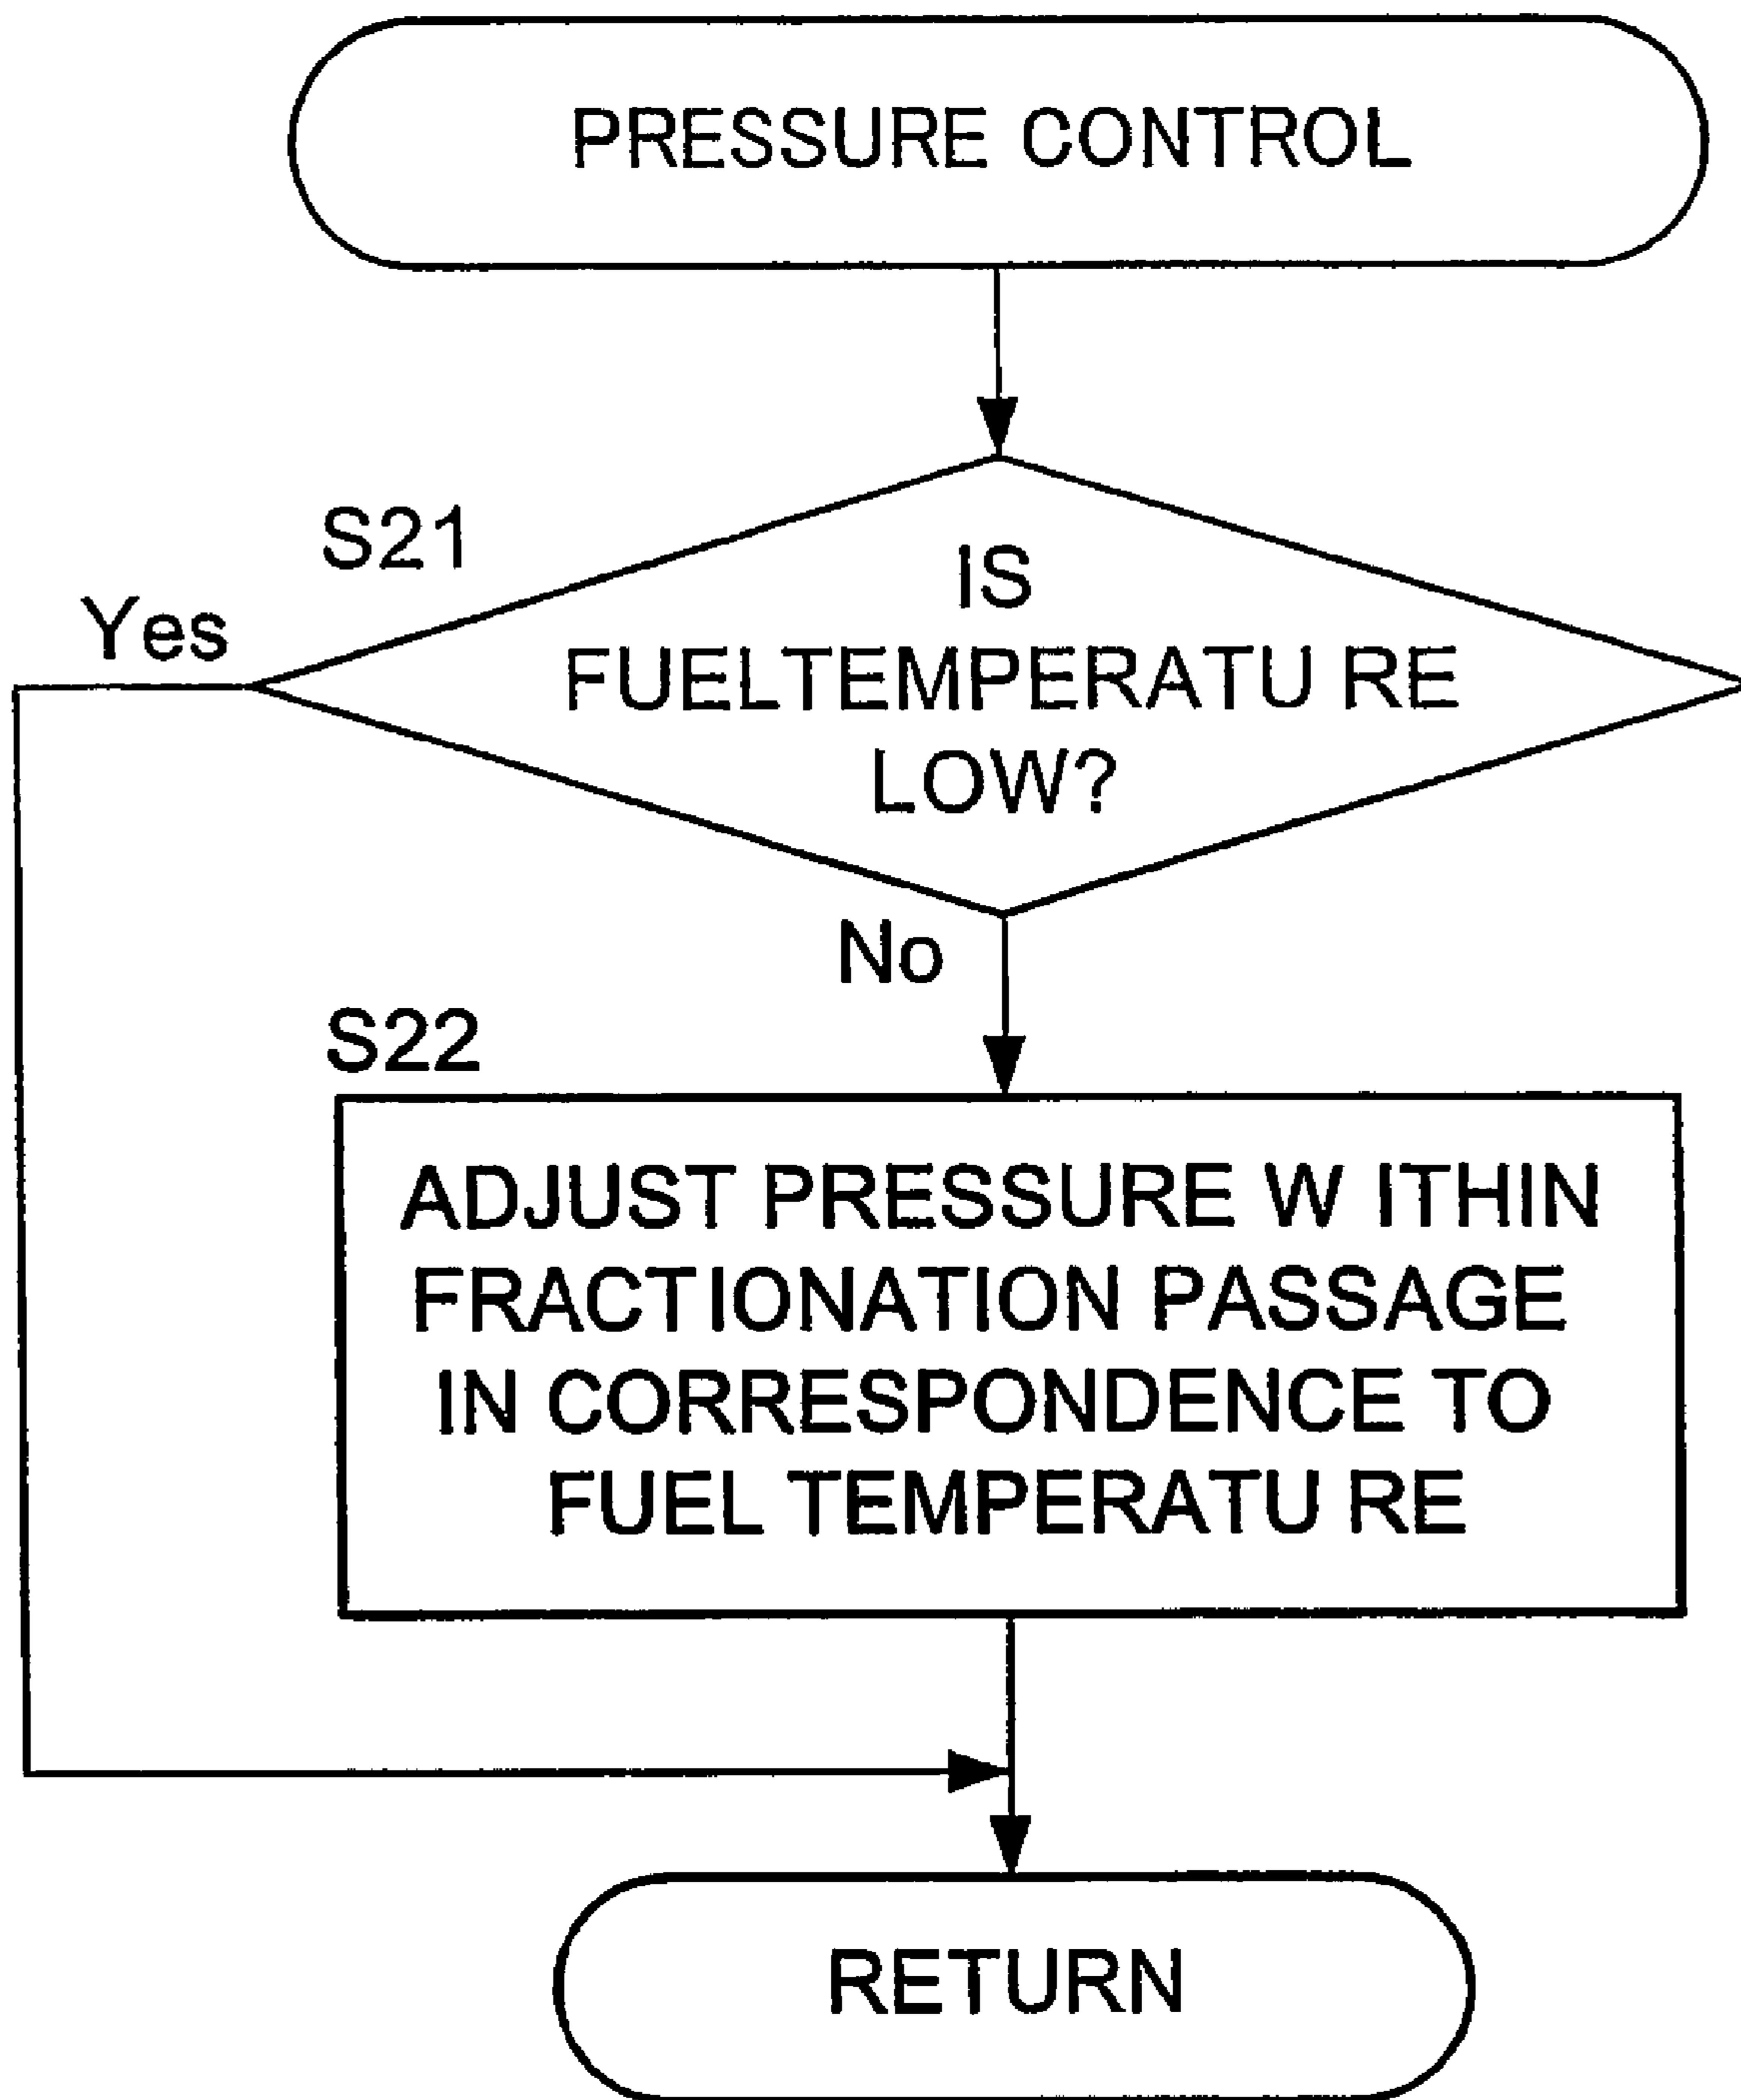 PRESSURE CONTROL
S21
IS
Yes
FUELTEMPERATU RE
LOW?
No
S22
ADJUST PRESSURE W ITHIN
FRACTIONATION PASSAGE
IN CORRESPONDENCE TO
FUEL TEMPERATU RE
RETURN